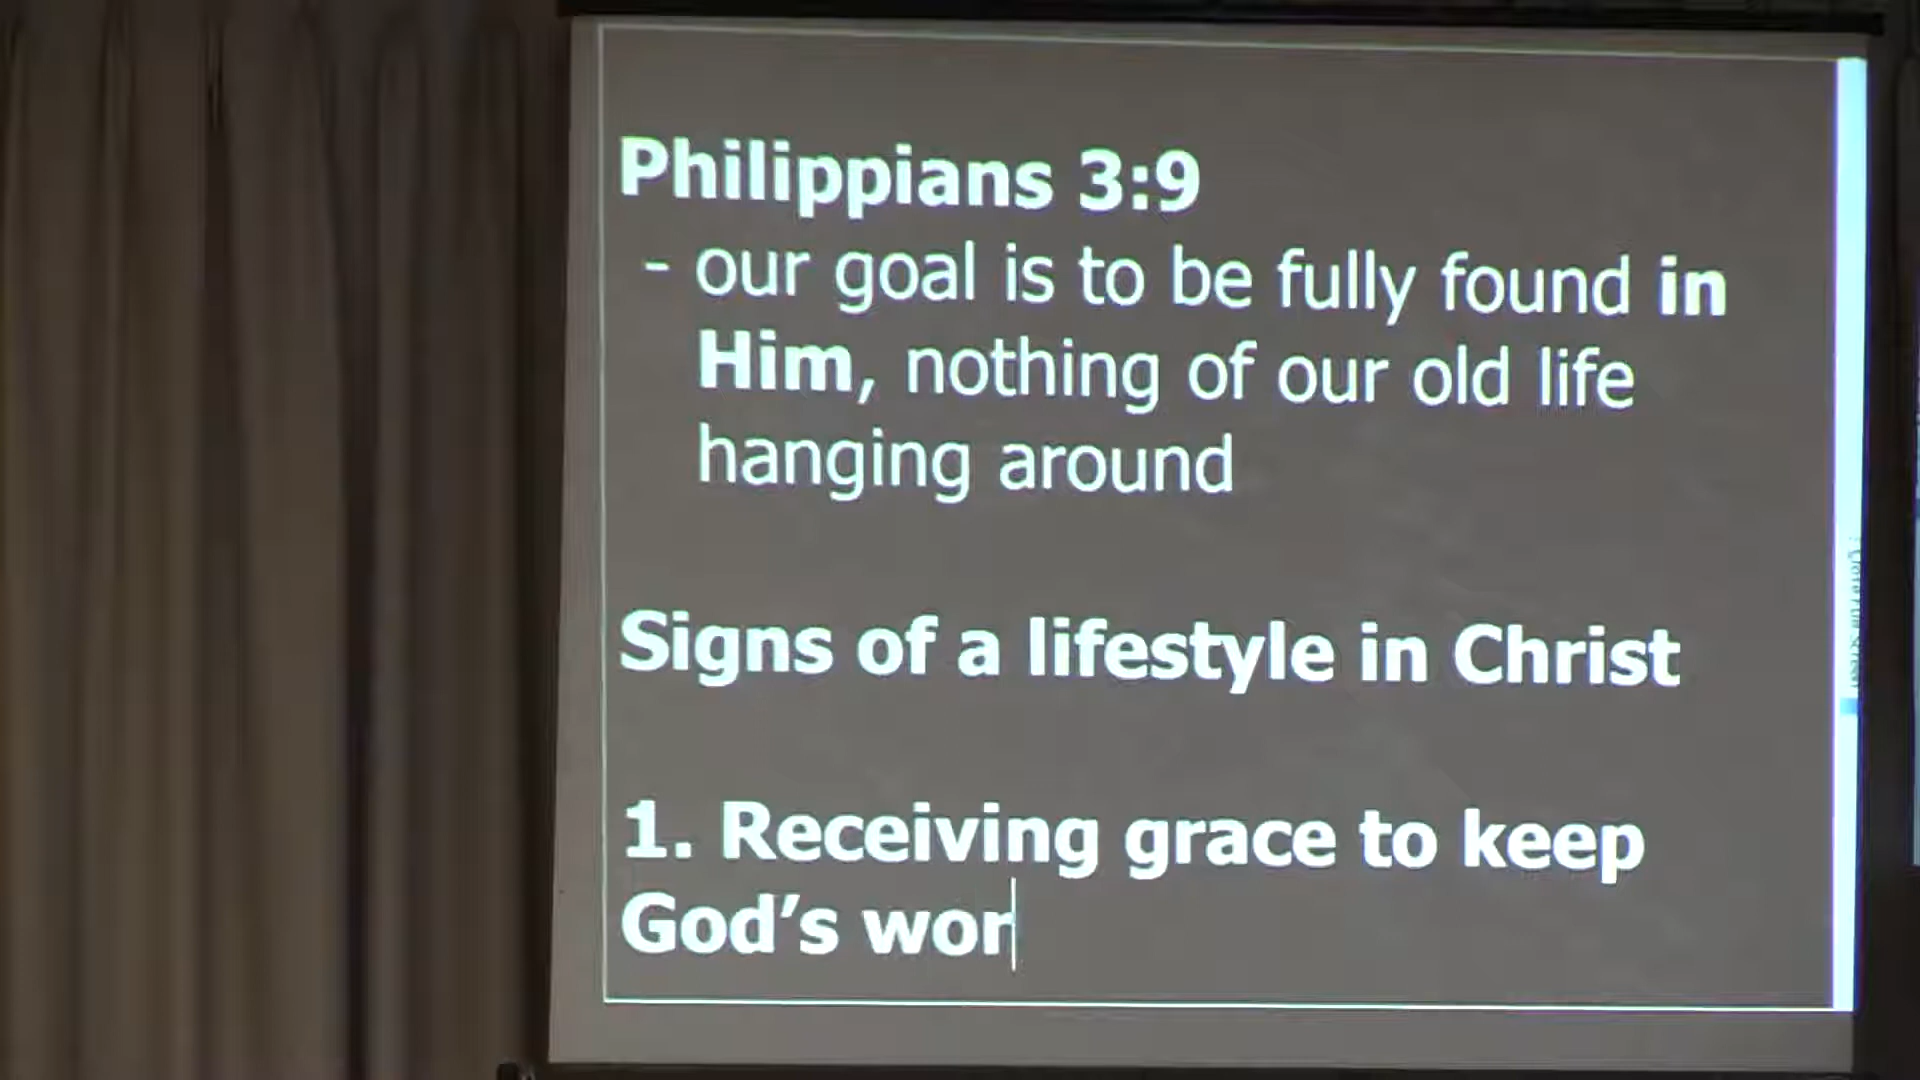 Philippians 3:9
- our goal is to be fully found in
Him, nothing of our old life
hanging around
Signs of a lifestyle in Christ
1. Receiving grace to keep
God’s wor